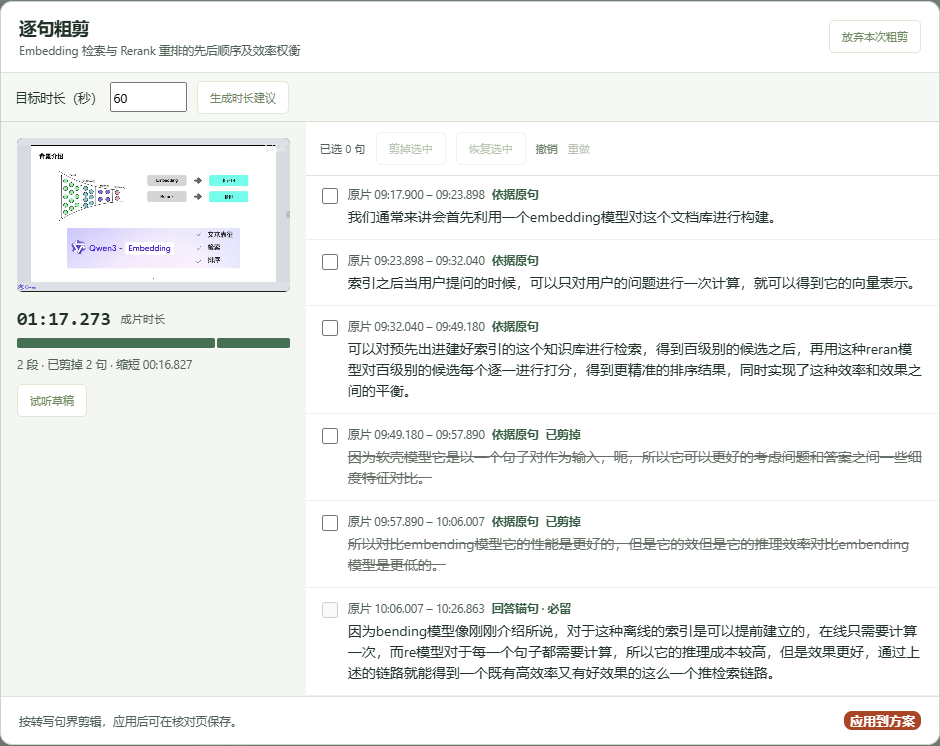 逐句粗剪
Embedding 检索与 Rerank 重排的先后顺序及效率权衡
放弃本次粗剪
目标时长（秒）
60
生成时长建议
背景介绍
Embedding
Rerank
Qwen3 - Embedding
文本表征
检索
排序
01:17.273 成片时长
2 段 · 已剪掉 2 句 · 缩短 00:16.827
试听草稿
已选 0 句
剪掉选中
恢复选中
撤销
重做
原片 09:17.900 – 09:23.898 依据原句
我们通常来讲会首先利用一个embedding模型对这个文档库进行构建。
原片 09:23.898 – 09:32.040 依据原句
索引之后当用户提问的时候，可以只对用户的问题进行一次计算，就可以得到它的向量表示。
原片 09:32.040 – 09:49.180 依据原句
可以对预先出进建好索引的这个知识库进行检索，得到百级别的候选之后，再用这种reran模
型对百级别的候选每个逐一进行打分，得到更精准的排序结果，同时实现了这种效率和效果之
间的平衡。
原片 09:49.180 – 09:57.890 依据原句 已剪掉
因为软壳模型它是以一个句子对作为输入，呃，所以它可以更好的考虑问题和答案之间一些细
度特征对比。
原片 09:57.890 – 10:06.007 依据原句 已剪掉
所以对比embending模型它的性能是更好的，但是它的效但是它的推理效率对比embending
模型是更低的。
原片 10:06.007 – 10:26.863 回答锚句 · 必留
因为bending模型像刚刚介绍所说，对于这种离线的索引是可以提前建立的，在线只需要计算
一次，而re模型对于每一个句子都需要计算，所以它的推理成本较高，但是效果更好，通过上
述的链路就能得到一个既有高效率又有好效果的这么一个推检索链路。
按转写句界剪辑，应用后可在核对页保存。
应用到方案